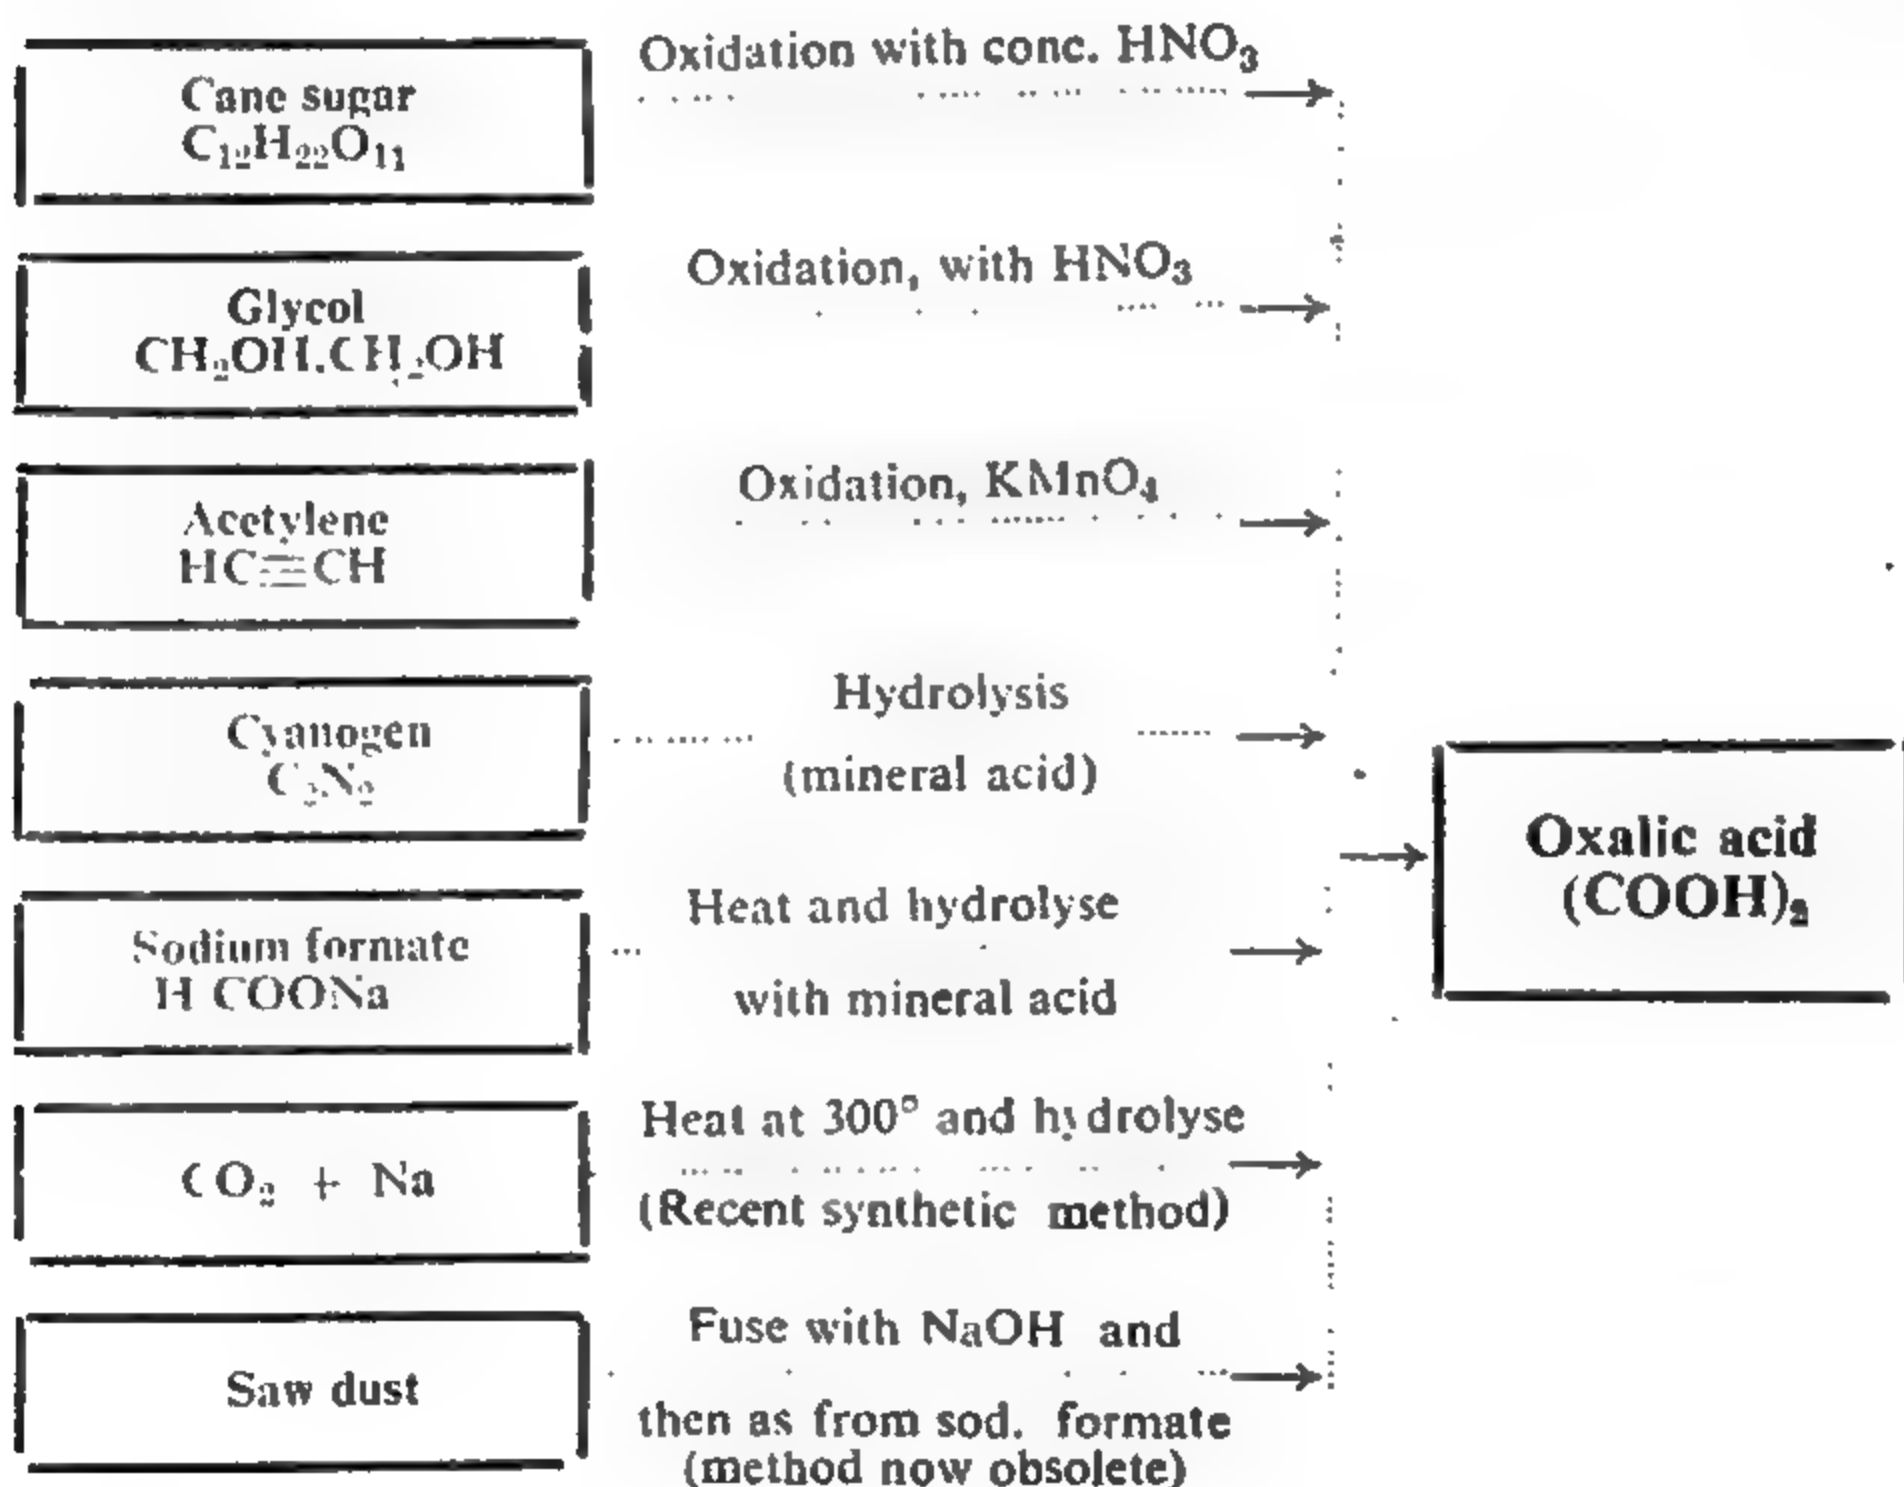 Cane sugar
C₁₂H₂₂O₁₁
Oxidation with conc. HNO₃
Glycol
CH₂OH.CH₂OH
Oxidation, with HNO₃
Acetylene
HC≡CH
Oxidation, KMnO₄
Cyanogen
C₂N₂
Hydrolysis
(mineral acid)
Sodium formate
H COONa
Heat and hydrolyse
with mineral acid
CO₂ + Na
Heat at 300° and hydrolyse
(Recent synthetic method)
Saw dust
Fuse with NaOH and
then as from sod. formate
(method now obsolete)
Oxalic acid
(COOH)₂